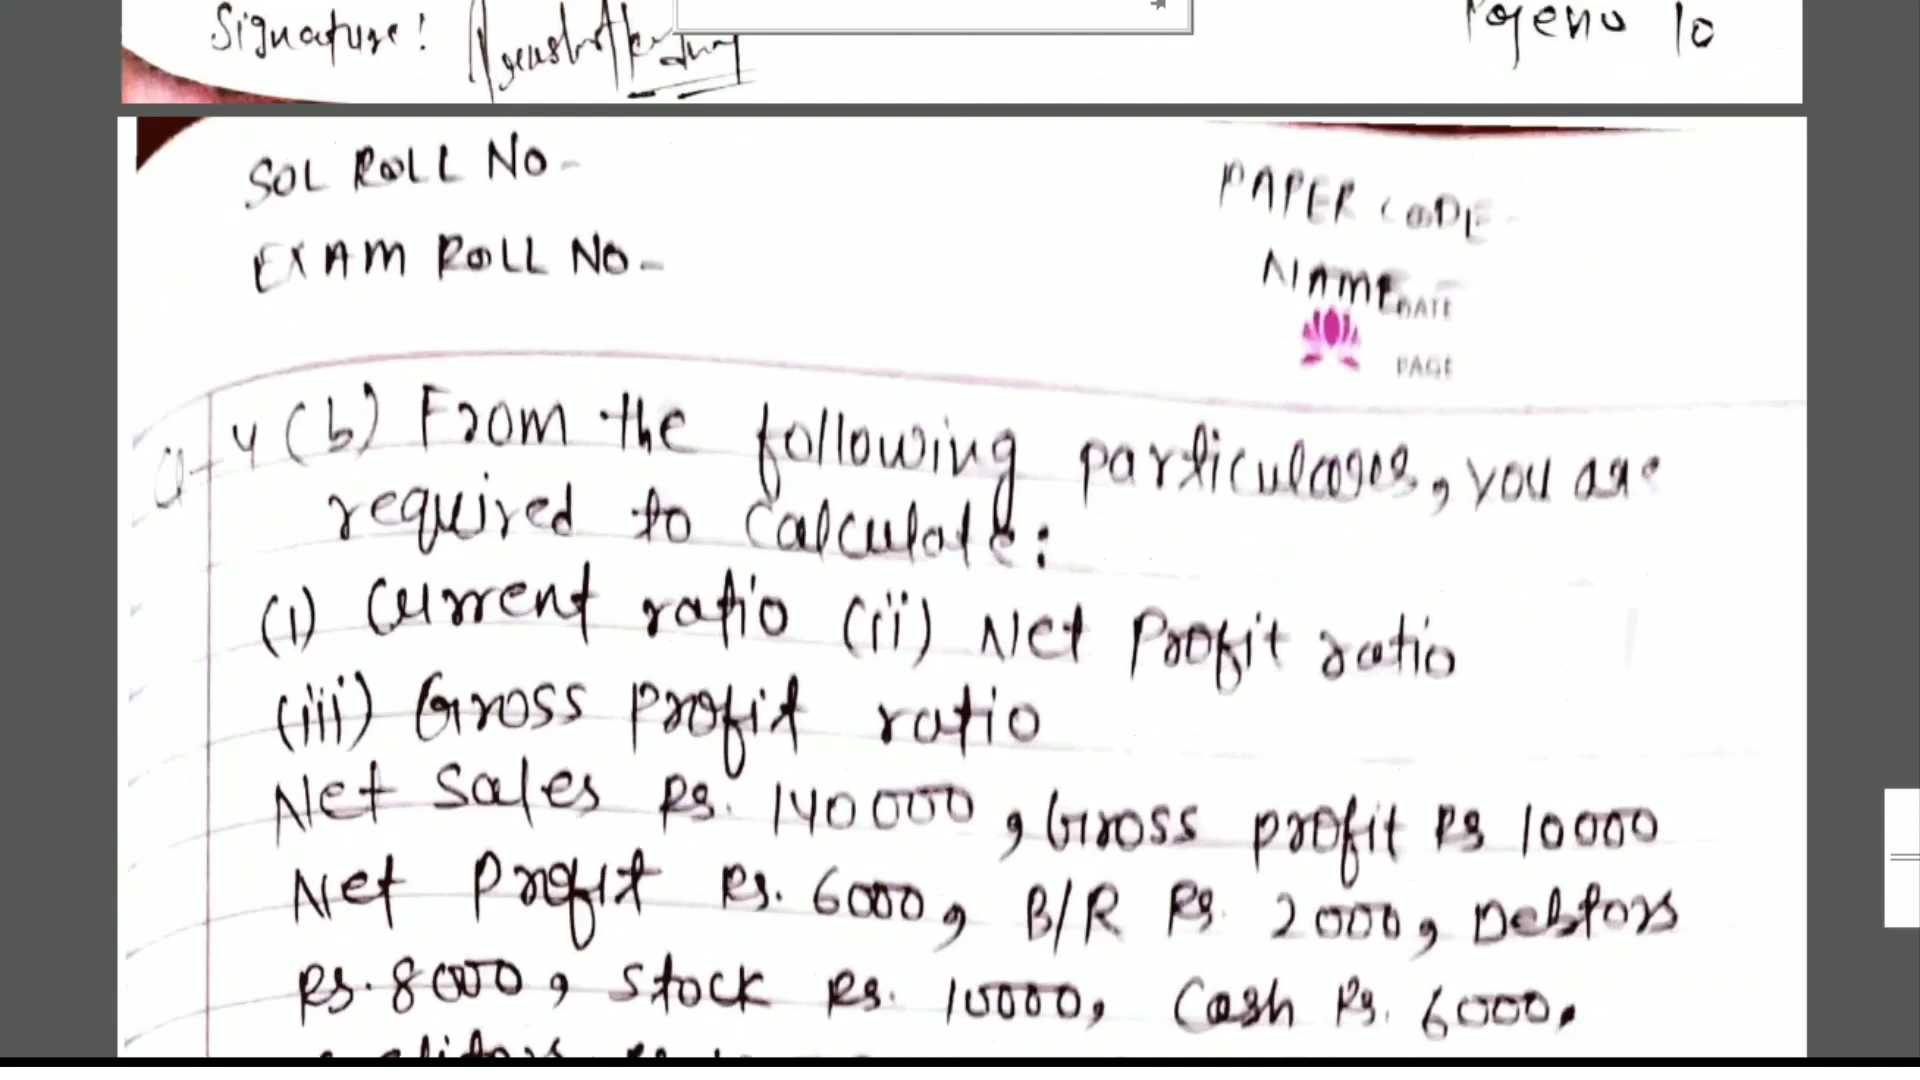 Signature!
Pgeno 10
SOL ROLL NO-
PAPER CODE-
EXAM ROLL NO-
NAME
DATE
PAGE
Q-4 (b) From the following particulars, you are
required to calculate:
(i) Current ratio (ii) Net Profit ratio
(iii) Gross profit ratio
Net Sales Rs. 140000, Gross profit Rs 10000
Net Profit Rs. 6000, B/R Rs. 2000, Debtors
Rs. 8000, Stock Rs. 10000, Cash Rs. 6000,